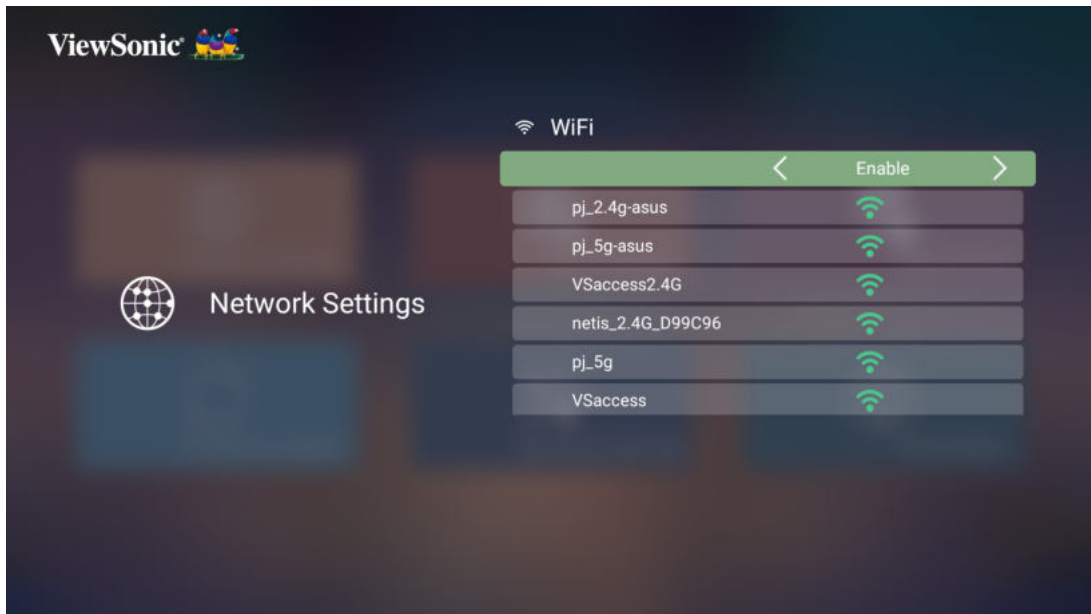 ViewSonic®
WiFi
Enable
pj_2.4g-asus
pj_5g-asus
VSaccess2.4G
netis_2.4G_D99C96
pj_5g
VSaccess
Network Settings